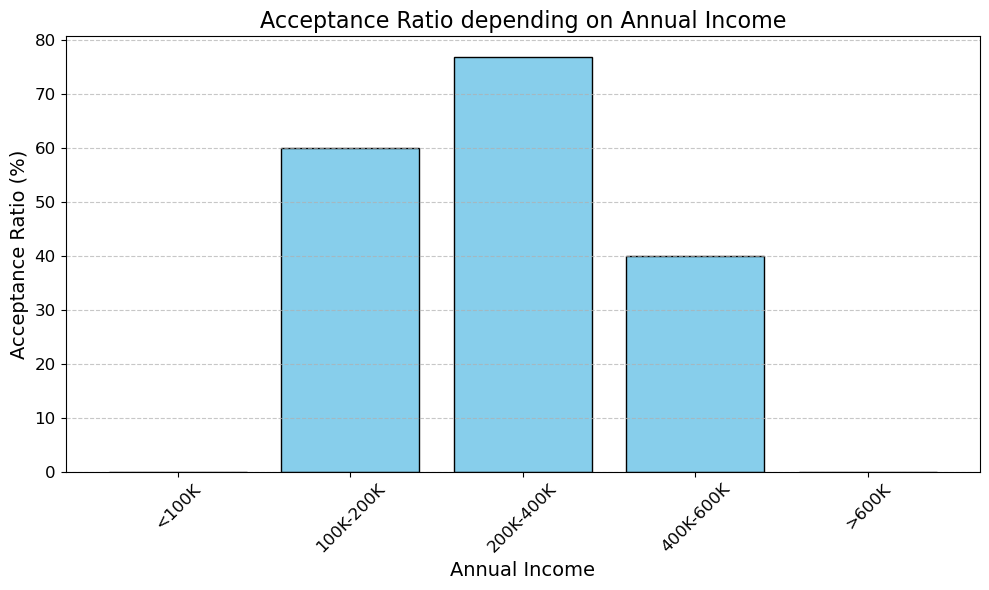 Acceptance Ratio depending on Annual Income
Acceptance Ratio (%)
80
70
60
50
40
30
20
10
0
<100K
100K-200K
200K-400K
400K-600K
>600K
Annual Income